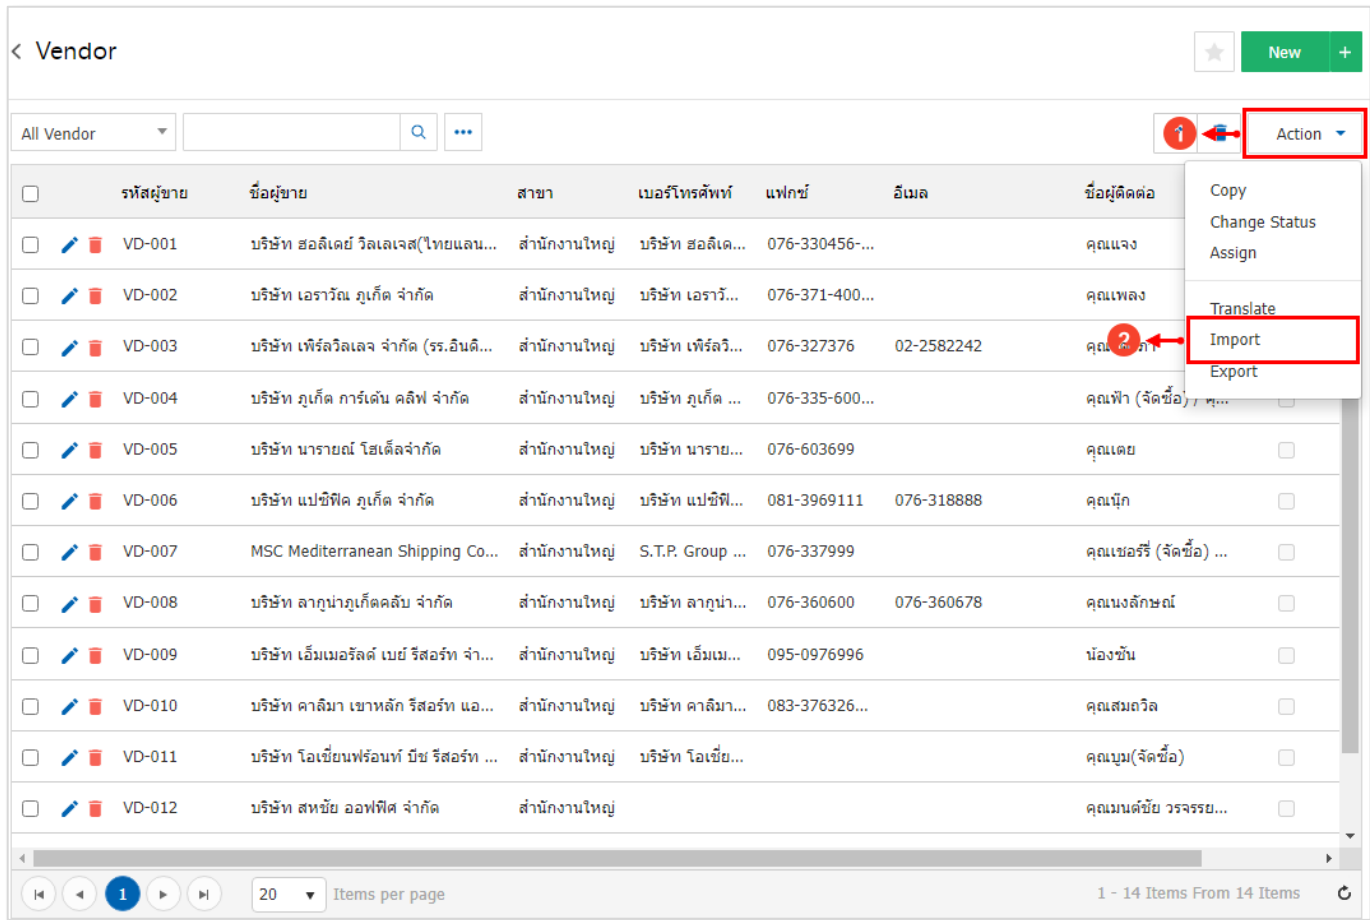 Vendor
New +
All Vendor
1
Action
รหัสผู้ขาย ชื่อผู้ขาย สาขา เบอร์โทรศัพท์ แฟกซ์ อีเมล ชื่อผู้ติดต่อ
Copy
Change Status
Assign
Translate
2
Import
Export
VD-001 บริษัท ฮอลิเดย์ วิลเลเจส(ไทยแลน... สำนักงานใหญ่ บริษัท ฮอลิเด... 076-330456-... คุณแจง
VD-002 บริษัท เอราวัณ ภูเก็ต จำกัด สำนักงานใหญ่ บริษัท เอราวั... 076-371-400... คุณเพลง
VD-003 บริษัท เพิร์ลวิลเลจ จำกัด (รร.อินดิ... สำนักงานใหญ่ บริษัท เพิร์ลวิ... 076-327376 02-2582242
VD-004 บริษัท ภูเก็ต การ์เด้น คลิฟ จำกัด สำนักงานใหญ่ บริษัท ภูเก็ต ... 076-335-600... คุณฟ้า (จัดซื้อ) /
VD-005 บริษัท นารายณ์ โฮเต็ลจำกัด สำนักงานใหญ่ บริษัท นาราย... 076-603699 คุุณเตย
VD-006 บริษัท แปซิฟิค ภูเก็ต จำกัด สำนักงานใหญ่ บริษัท แปซิฟิ... 081-3969111 076-318888 คุณนุ๊ก
VD-007 MSC Mediterranean Shipping Co... สำนักงานใหญ่ S.T.P. Group ... 076-337999 คุณเชอร์รี่ (จัดซื้อ) ...
VD-008 บริษัท ลากูน่าภูเก็ตคลับ จำกัด สำนักงานใหญ่ บริษัท ลากูน่า... 076-360600 076-360678 คุณนงลักษณ์
VD-009 บริษัท เอ็มเมอรัลด์ เบย์ รีสอร์ท จำ... สำนักงานใหญ่ บริษัท เอ็มเม... 095-0976996 น้องซัน
VD-010 บริษัท คาลิมา เขาหลัก รีสอร์ท แอ... สำนักงานใหญ่ บริษัท คาลิมา... 083-376326... คุณสมถวิล
VD-011 บริษัท โอเชี่ยนฟร้อนท์ บีช รีสอร์ท ... สำนักงานใหญ่ บริษัท โอเชี่ย... คุณบูม(จัดซื้อ)
VD-012 บริษัท สหชัย ออฟฟิศ จำกัด สำนักงานใหญ่ คุณมนต์ชัย วรจรรย...
1 20 Items per page 1 - 14 Items From 14 Items